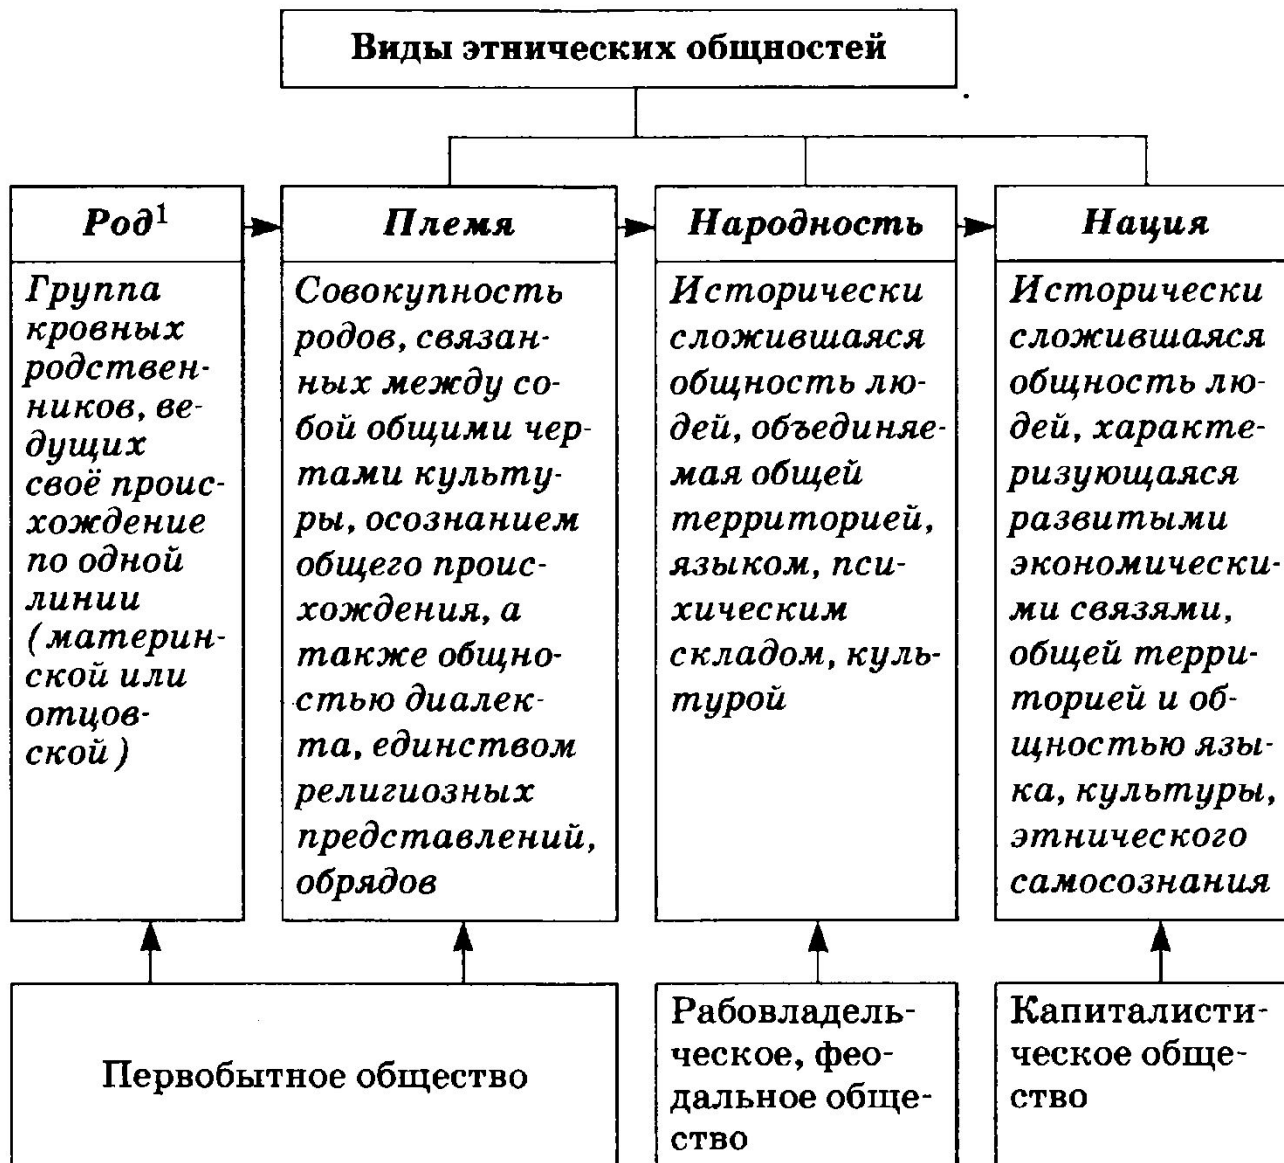 Виды этнических общностей
Род¹
Группа
кровных
родствен-
ников, ве-
дущих
своё проис-
хождение
по одной
линии
(материн-
ской или
отцов-
ской)
Племя
Совокупность
родов, связан-
ных между со-
бой общими чер-
тами культу-
ры, осознанием
общего проис-
хождения, а
также общно-
стью диалек-
та, единством
религиозных
представлений,
обрядов
Народность
Исторически
сложившаяся
общность лю-
дей, объединяе-
мая общей
территорией,
языком, пси-
хическим
складом, куль-
турой
Нация
Исторически
сложившаяся
общность лю-
дей, характе-
ризующаяся
развитыми
экономически-
ми связями,
общей терри-
торией и об-
щностью язы-
ка, культуры,
этнического
самосознания
Первобытное общество
Рабовладель-
ческое, фео-
дальное обще-
ство
Капиталисти-
ческое обще-
ство